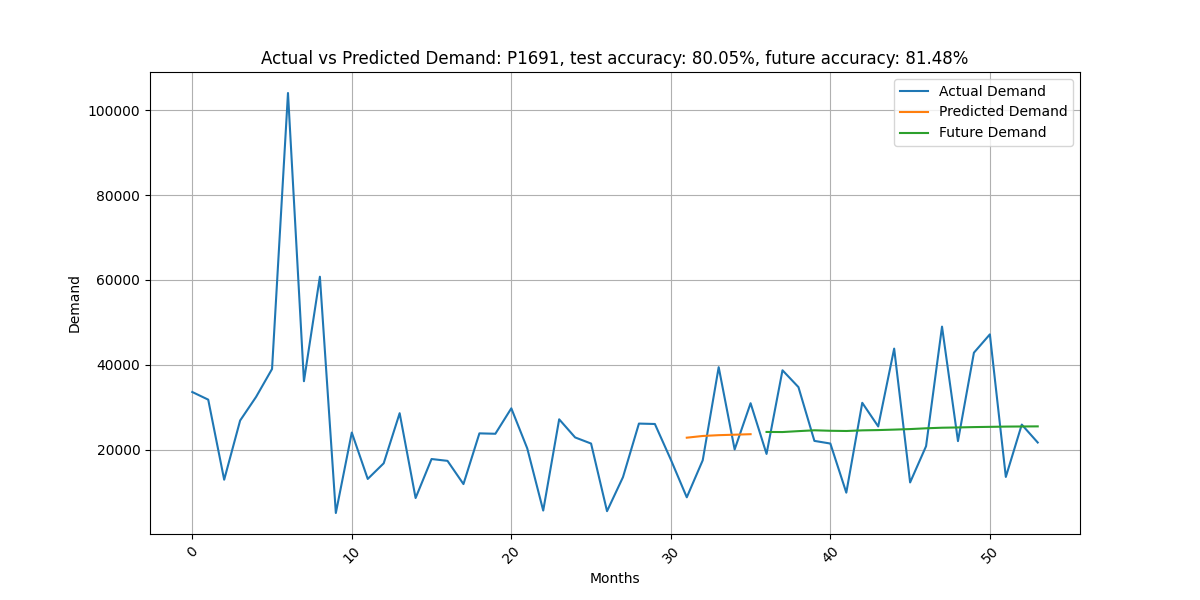 Actual vs Predicted Demand: P1691, test accuracy: 80.05%, future accuracy: 81.48%
Actual Demand
Predicted Demand
Future Demand
100000
80000
60000
40000
20000
Demand
0
10
20
30
40
50
Months